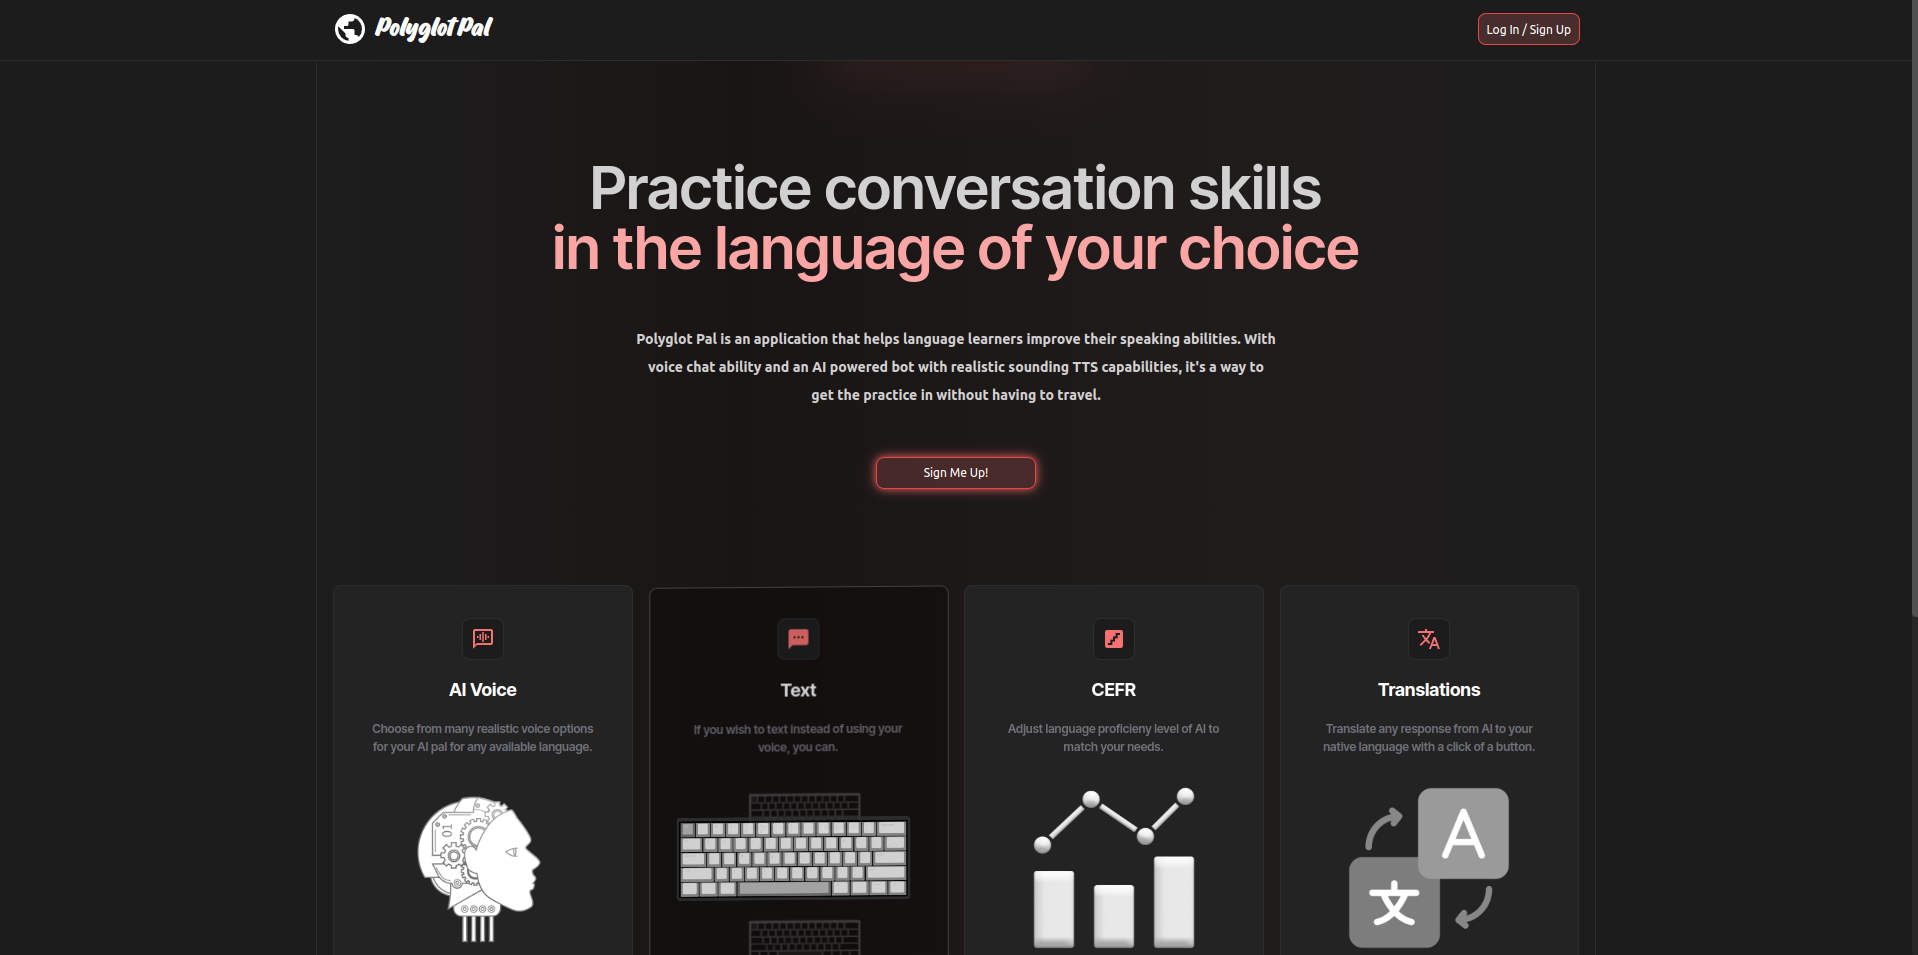 PolyglotPal
Log In / Sign Up
Practice conversation skills
in the language of your choice
Polyglot Pal is an application that helps language learners improve their speaking abilities. With
voice chat ability and an AI powered bot with realistic sounding TTS capabilities, it's a way to
get the practice in without having to travel.
Sign Me Up!
AI Voice
Choose from many realistic voice options
for your AI pal for any available language.
01
Text
If you wish to text instead of using your
voice, you can.
CEFR
Adjust language proficieny level of AI to
match your needs.
Translations
Translate any response from AI to your
native language with a click of a button.
A
文